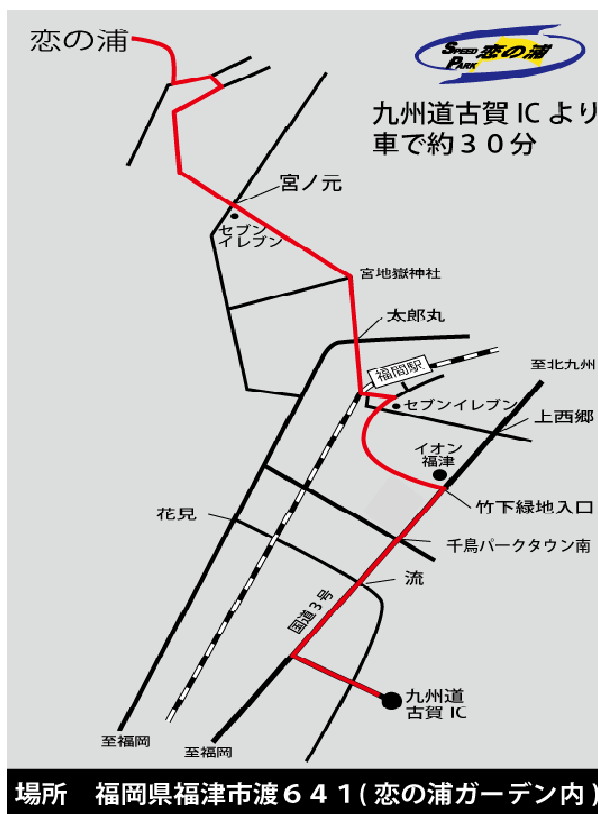 恋の浦
SPEED PARK 恋の浦
九州道古賀ICより
車で約３０分
宮ノ元
セブン
イレブン
宮地嶽神社
太郎丸
福間駅
至北九州
セブンイレブン
上西郷
イオン
福津
竹下緑地入口
花見
千鳥パークタウン南
流
国道３号
九州道
古賀IC
至福岡
至福岡
場所　福岡県福津市渡６４１(恋の浦ガーデン内)